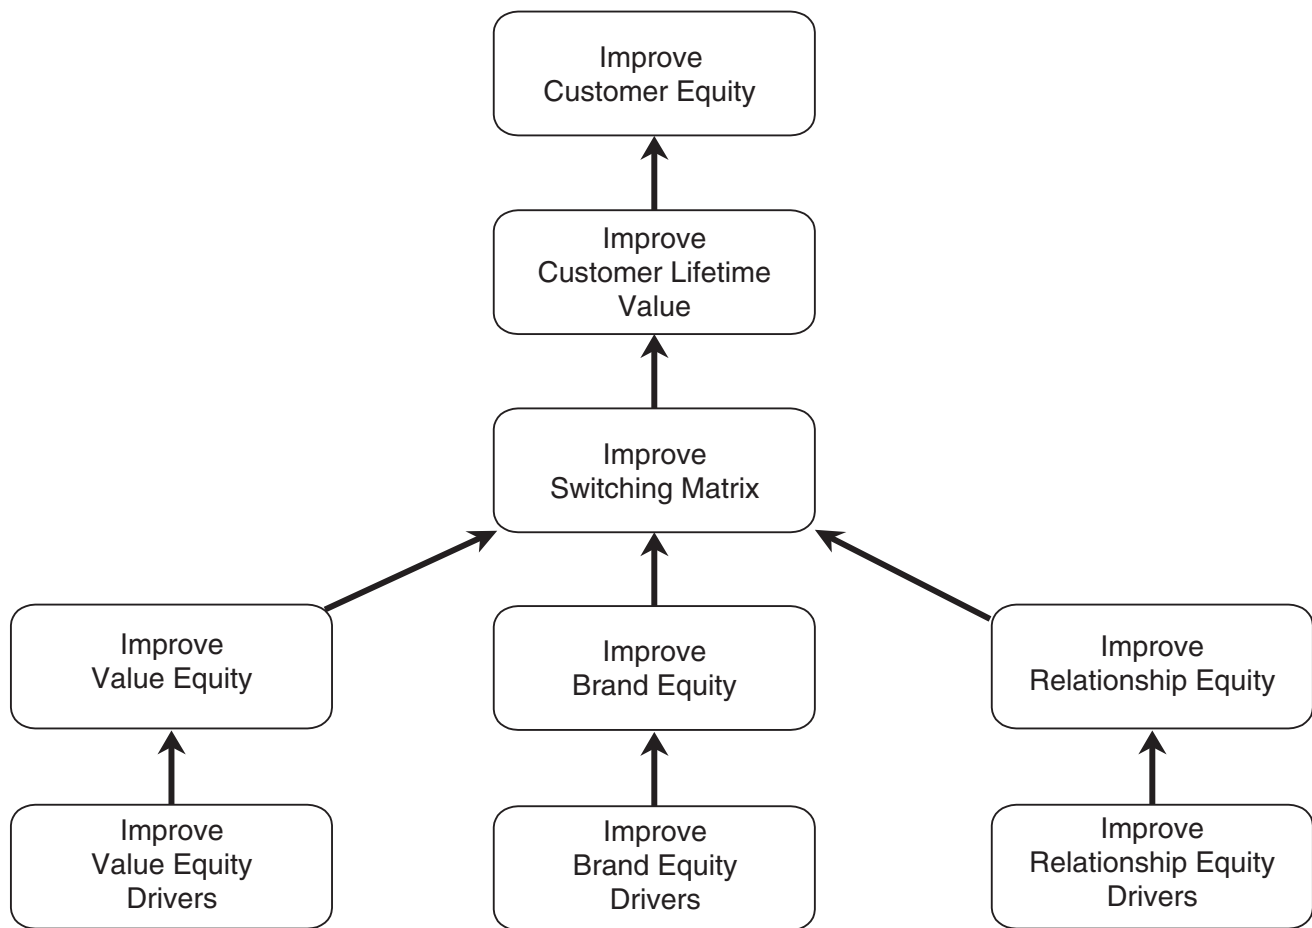 Improve
Customer Equity
Improve
Customer Lifetime
Value
Improve
Switching Matrix
Improve
Value Equity
Improve
Brand Equity
Improve
Relationship Equity
Improve
Value Equity
Drivers
Improve
Brand Equity
Drivers
Improve
Relationship Equity
Drivers